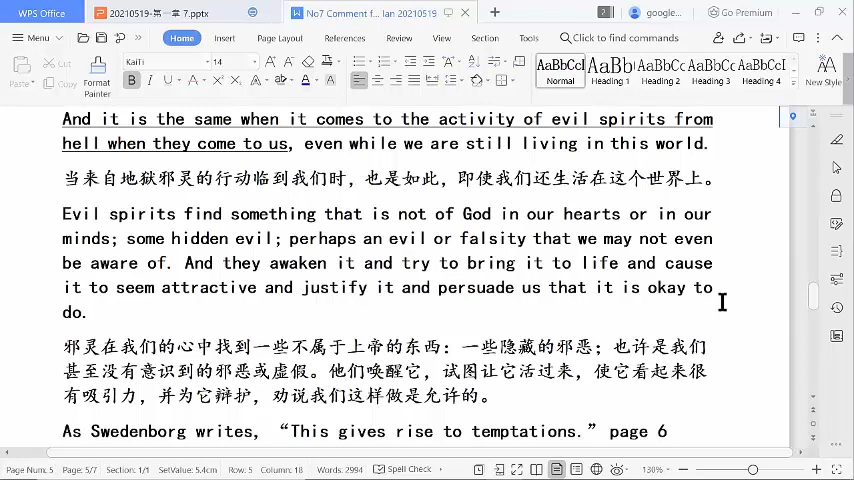 WPS Office
20210519-第一章 7.pptx
No7 Comment f... Ian 20210519
2
google...
Go Premium
Menu
Home
Insert
Page Layout
References
Review
View
Section
Tools
Click to find commands
Paste
Cut
Copy
Format Painter
KaiTi
14
AaBbCcI
Normal
AaBb
Heading 1
AaBbC
Heading 2
AaBbCc
Heading 3
AaBbCc
Heading 4
New Style
And it is the same when it comes to the activity of evil spirits from
hell when they come to us, even while we are still living in this world.
当来自地狱邪灵的行动临到我们时，也是如此，即使我们还生活在这个世界上。
Evil spirits find something that is not of God in our hearts or in our
minds; some hidden evil; perhaps an evil or falsity that we may not even
be aware of. And they awaken it and try to bring it to life and cause
it to seem attractive and justify it and persuade us that it is okay to
do.
邪灵在我们的心中找到一些不属于上帝的东西：一些隐藏的邪恶；也许是我们
甚至没有意识到的邪恶或虚假。他们唤醒它，试图让它活过来，使它看起来很
有吸引力，并为它辩护，劝说我们这样做是允许的。
As Swedenborg writes, “This gives rise to temptations.” page 6
Page Num: 5
Page: 5/7
Section: 1/1
SetValue: 5.4cm
Row: 5
Column: 18
Words: 2994
Spell Check
130%